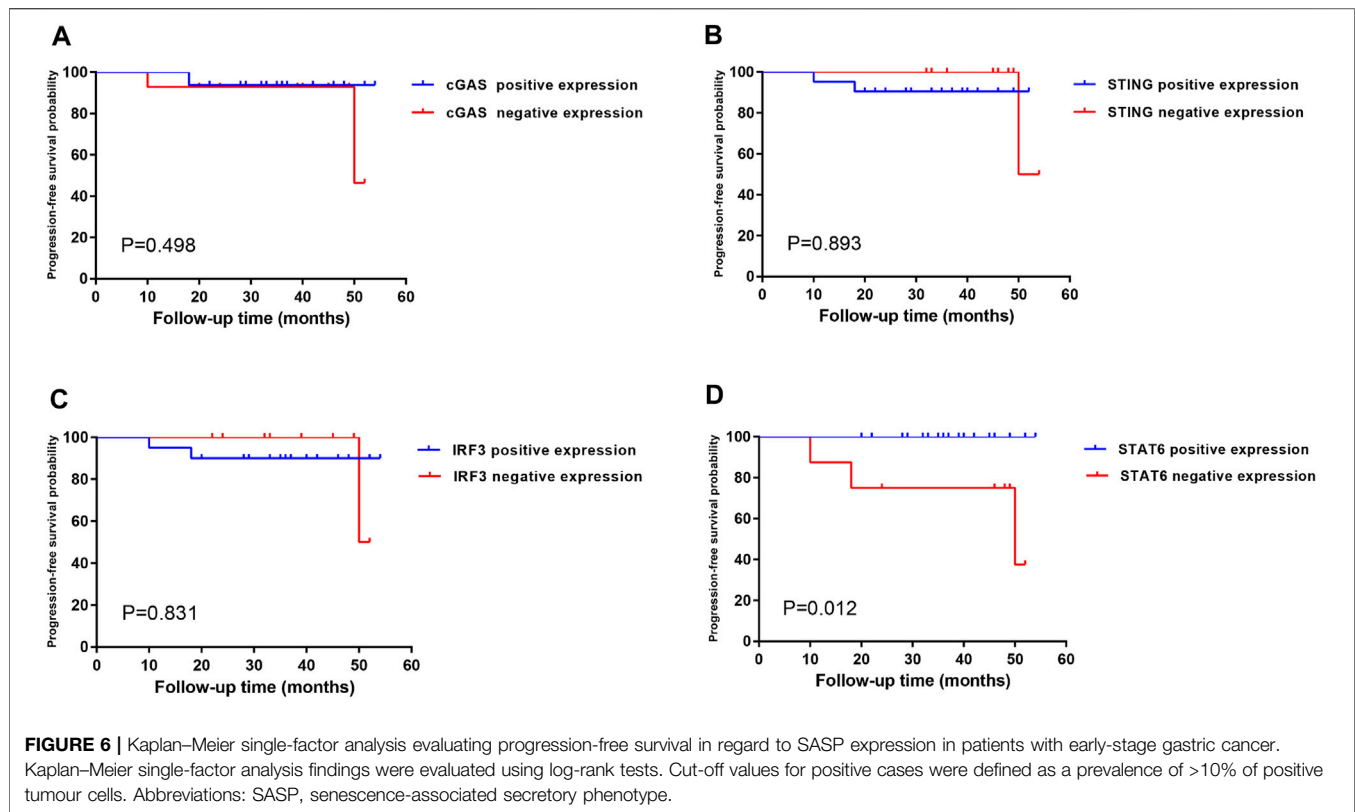 A
Progression-free survival probability
100
80
60
40
20
0
0 10 20 30 40 50 60
Follow-up time (months)
P=0.498
cGAS positive expression
cGAS negative expression
B
Progression-free survival probability
100
80
60
40
20
0
0 10 20 30 40 50 60
Follow-up time (months)
P=0.893
STING positive expression
STING negative expression
C
Progression-free survival probability
100
80
60
40
20
0
0 10 20 30 40 50 60
Follow-up time (months)
P=0.831
IRF3 positive expression
IRF3 negative expression
D
Progression-free survival probability
100
80
60
40
20
0
0 10 20 30 40 50 60
Follow-up time (months)
P=0.012
STAT6 positive expression
STAT6 negative expression
FIGURE 6 | Kaplan–Meier single-factor analysis evaluating progression-free survival in regard to SASP expression in patients with early-stage gastric cancer.
Kaplan–Meier single-factor analysis findings were evaluated using log-rank tests. Cut-off values for positive cases were defined as a prevalence of >10% of positive
tumour cells. Abbreviations: SASP, senescence-associated secretory phenotype.